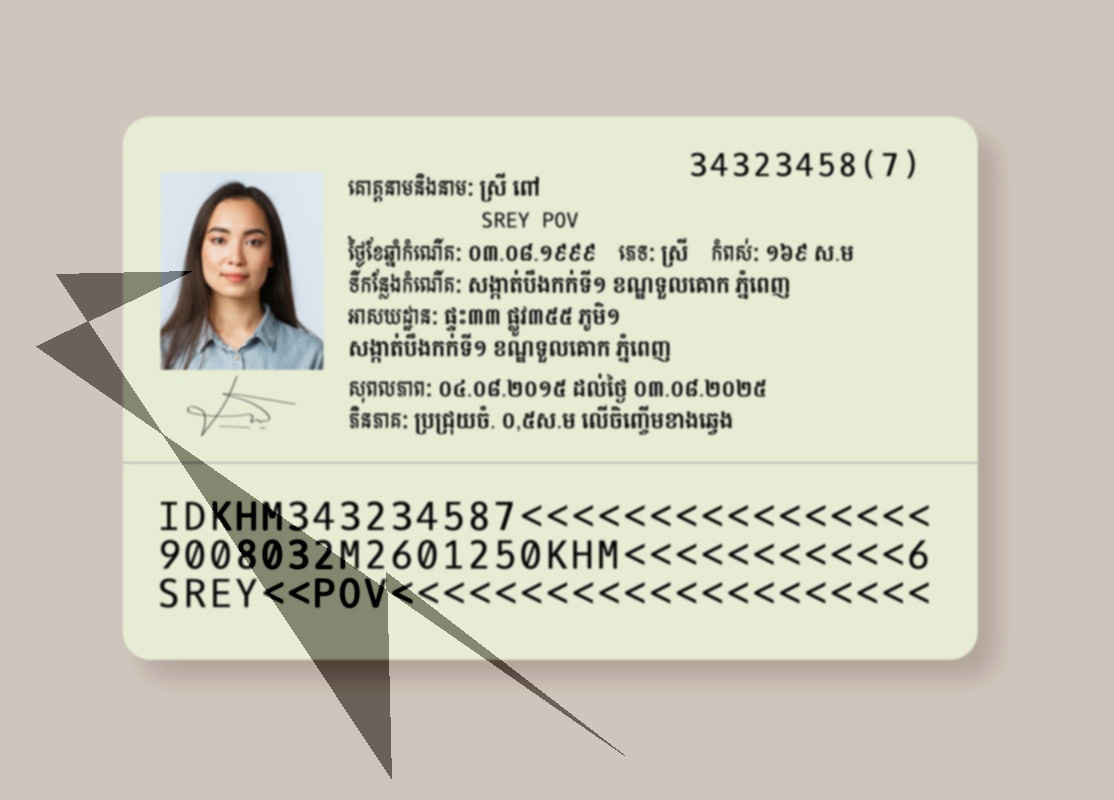 34323458(7)
គោត្តនាមនិងនាម: ស្រី ពៅ
SREY POV
ថ្ងៃខែឆ្នាំកំណើត: ០៣.០៨.១៩៩៩ ភេទ: ស្រី កំពស់: ១៦៩ ស.ម
ទីកន្លែងកំណើត: សង្កាត់បឹងកក់ទី១ ខណ្ឌទួលគោក ភ្នំពេញ
អាសយដ្ឋាន: ផ្ទះ៣៣ ផ្លូវ៣៥៥ ភូមិ១
សង្កាត់បឹងកក់ទី១ ខណ្ឌទួលគោក ភ្នំពេញ
សុពលភាព: ០៤.០៨.២០១៥ ដល់ថ្ងៃ ០៣.០៨.២០២៥
ភិនភាគ: ប្រជ្រុយចំ. ០,៥ស.ម លើចិញ្ចើមខាងឆ្វេង
IDKHM343234587<<<<<<<<<<<<<<<<
9008032M2601250KHM<<<<<<<<<<<6
SREY<<POV<<<<<<<<<<<<<<<<<<<<<